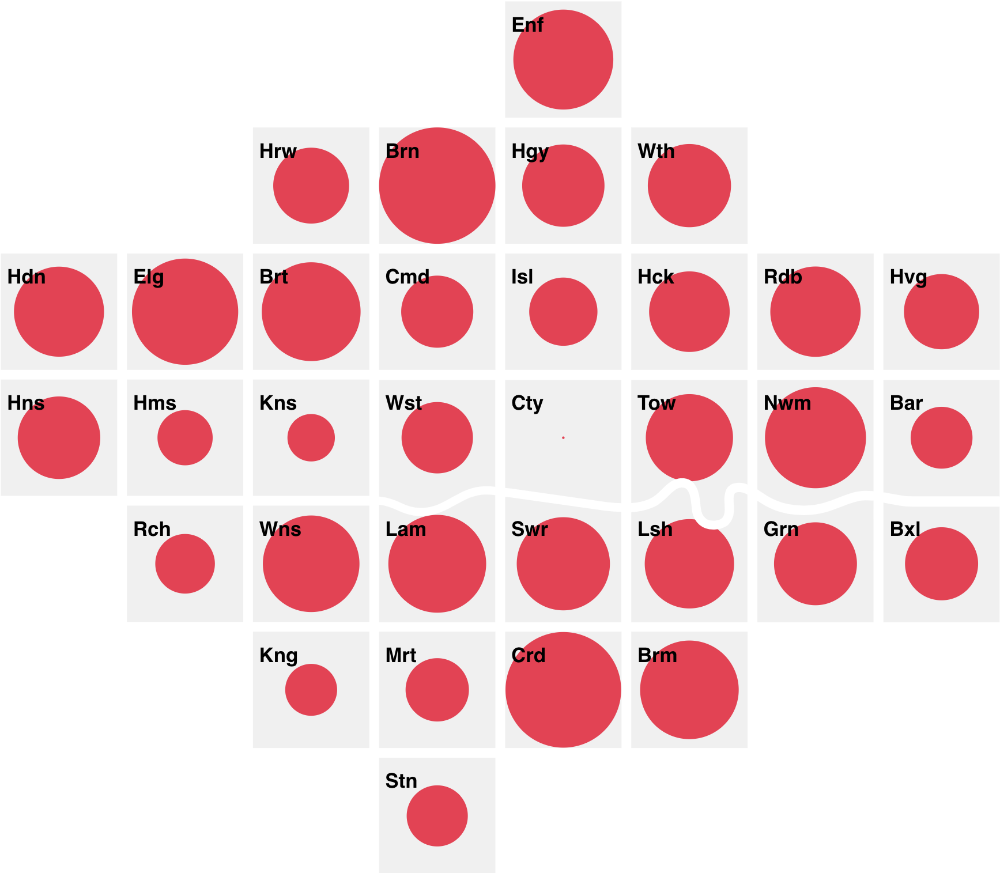 Enf
Hrw Brn Hgy Wth
Hdn Elg Brt Cmd Isl Hck Rdb Hvg
Hns Hms Kns Wst Cty Tow Nwm Bar
Rch Wns Lam Swr Lsh Grn Bxl
Kng Mrt Crd Brm
Stn